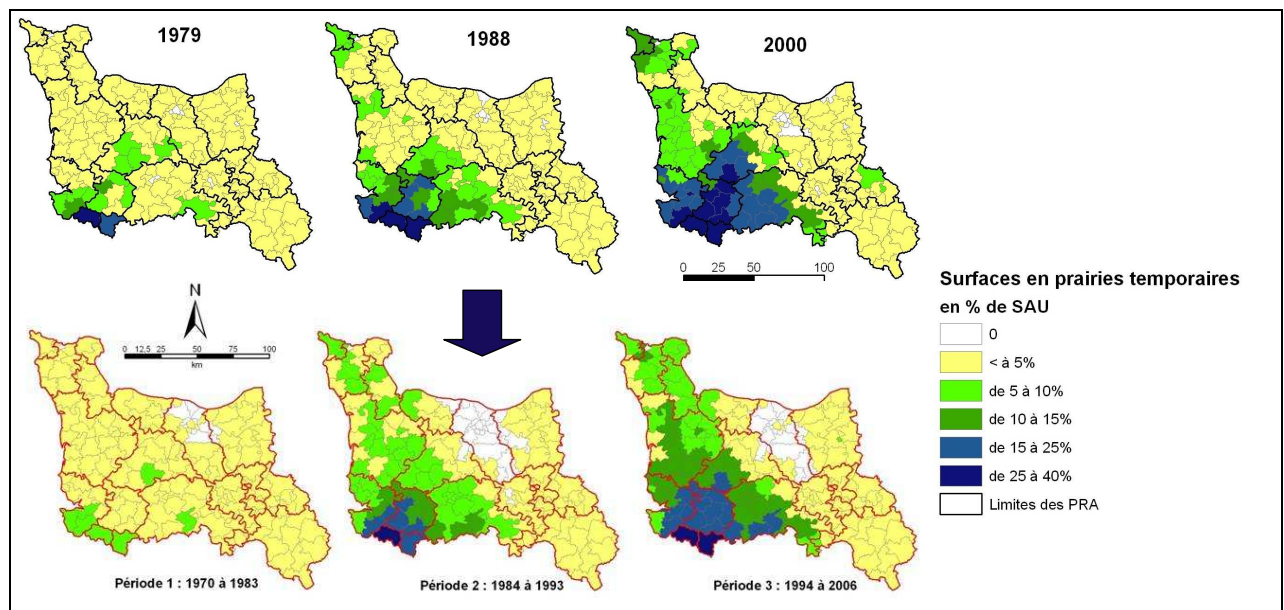 1979
1988
2000
0 25 50 100
N
0 12,5 25 50 75 100
km
Surfaces en prairies temporaires
en % de SAU
0
< à 5%
de 5 à 10%
de 10 à 15%
de 15 à 25%
de 25 à 40%
Limites des PRA
Période 1 : 1970 à 1983
Période 2 : 1984 à 1993
Période 3 : 1994 à 2006